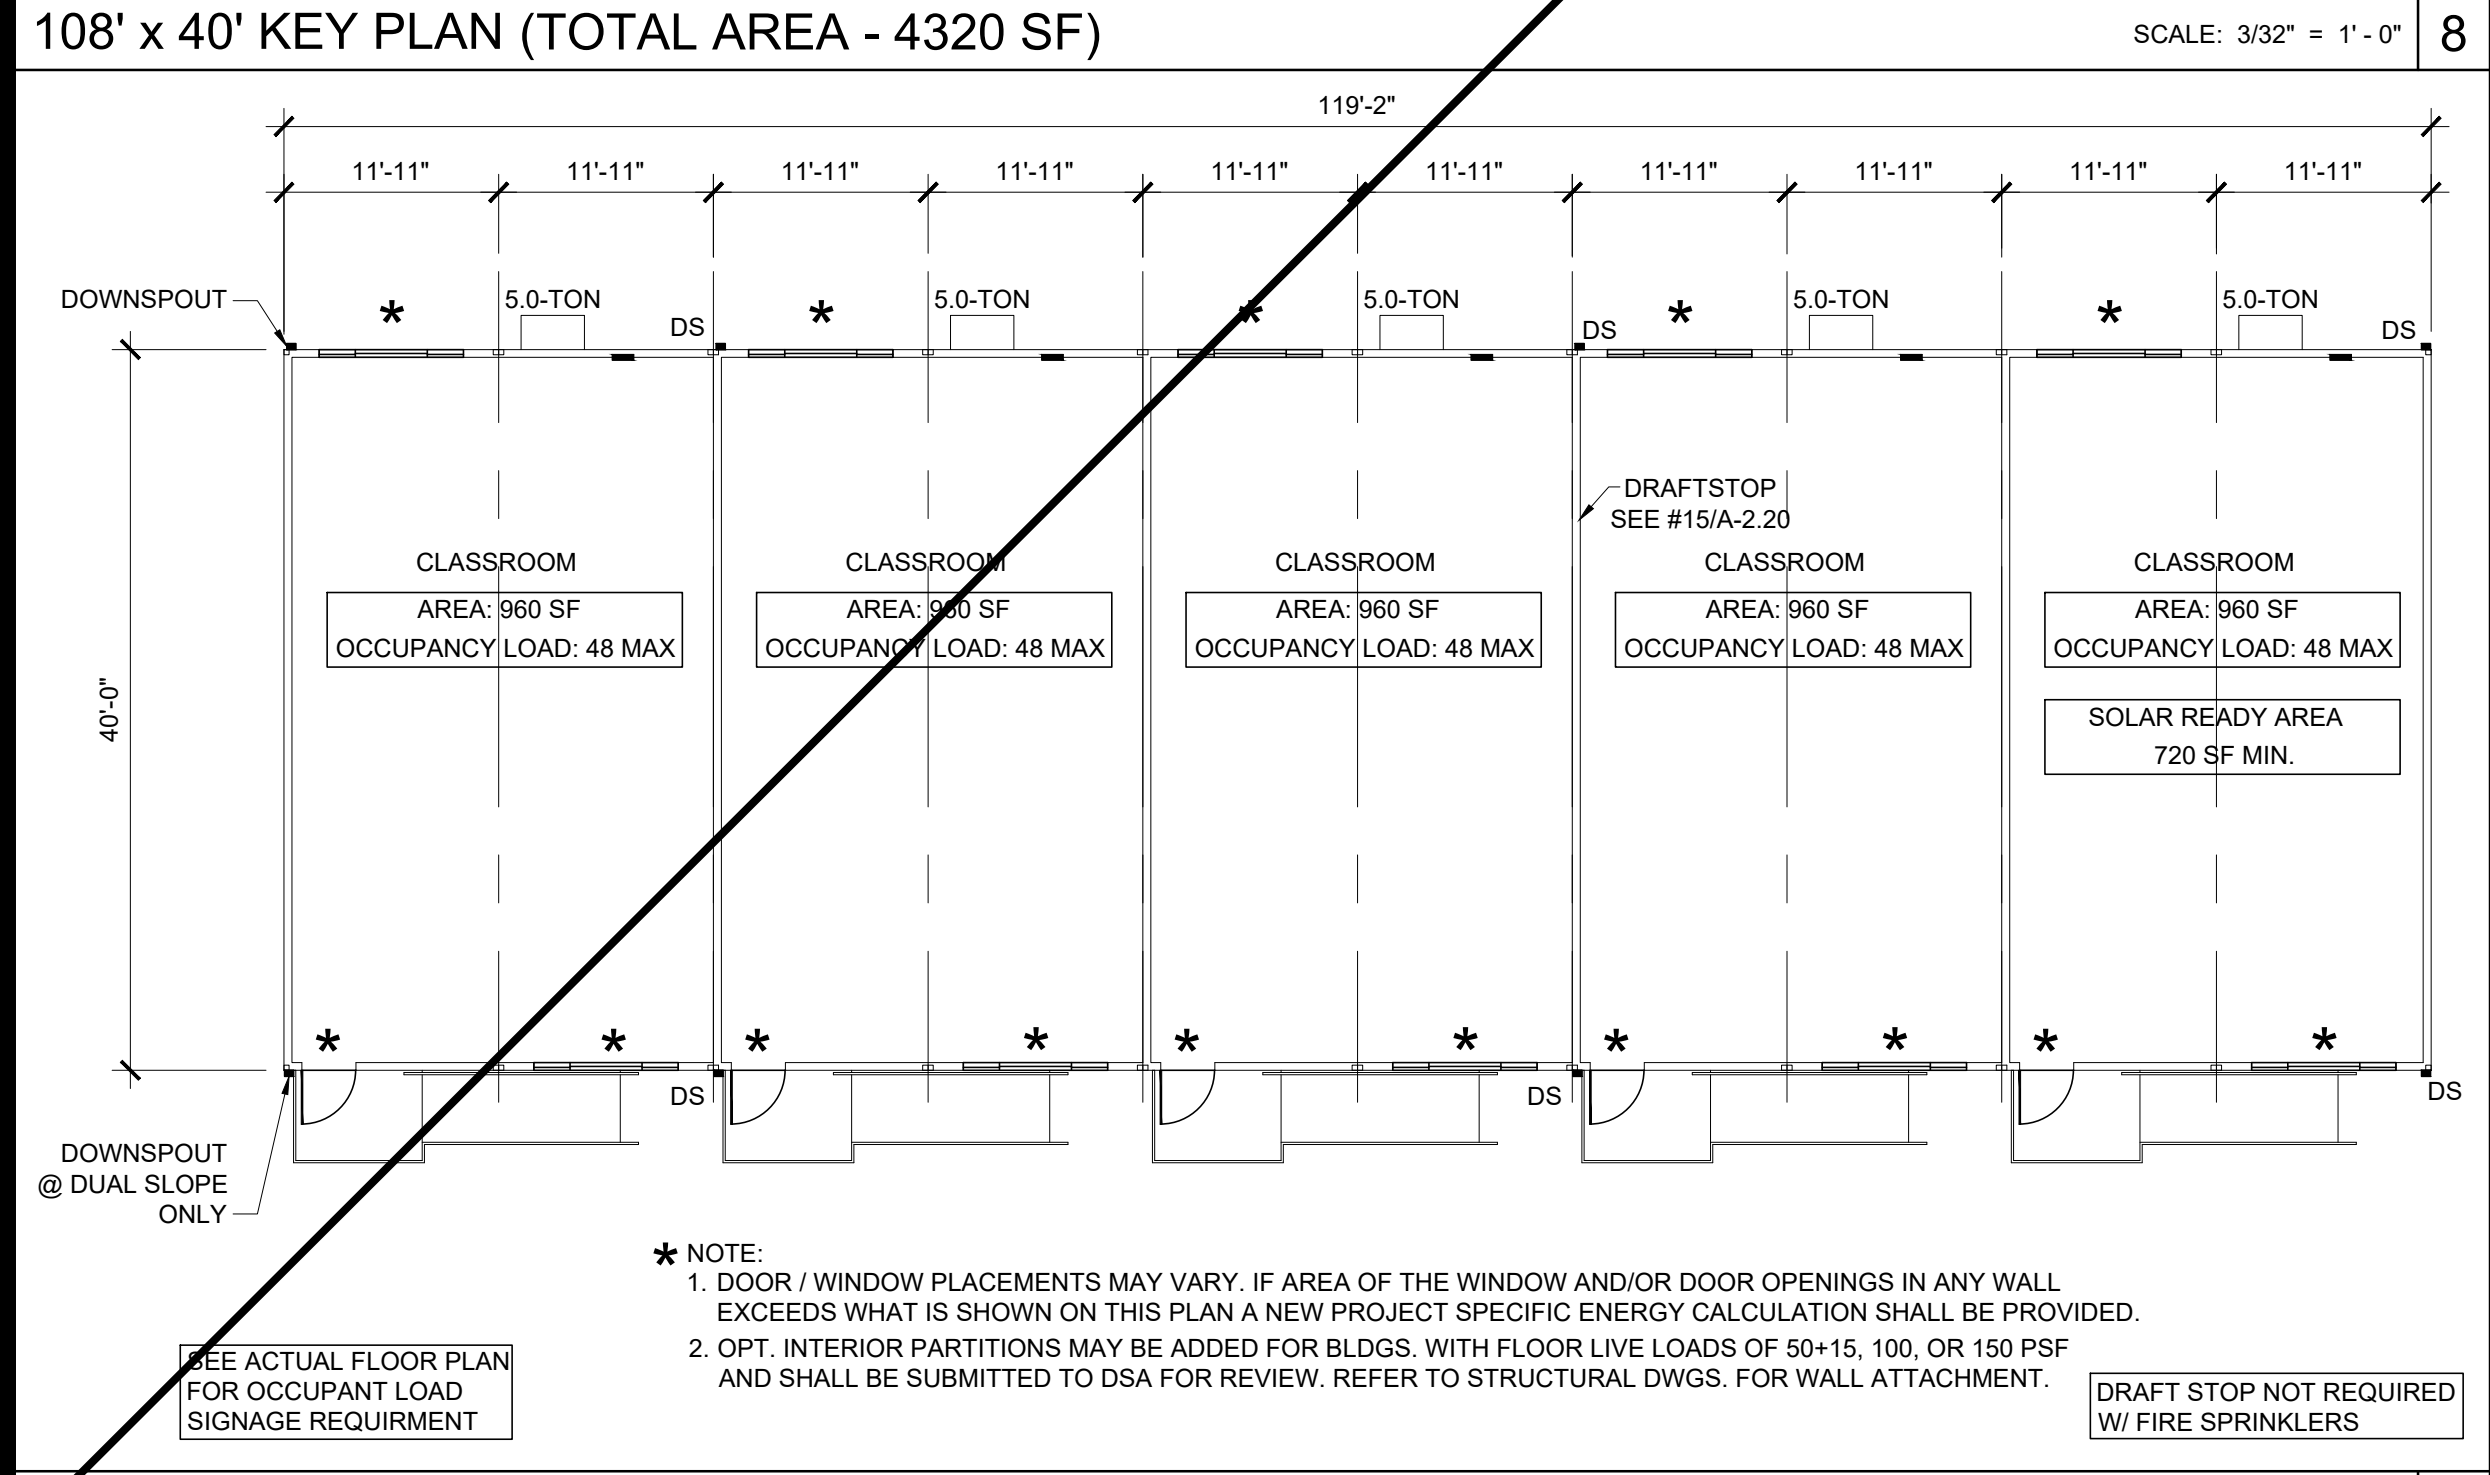 108' x 40' KEY PLAN (TOTAL AREA - 4320 SF)
SCALE: 3/32" = 1' - 0"
8
119'-2"
11'-11" 11'-11" 11'-11" 11'-11" 11'-11" 11'-11" 11'-11" 11'-11" 11'-11" 11'-11"
DOWNSPOUT
* 5.0-TON * 5.0-TON * 5.0-TON * 5.0-TON * 5.0-TON
DS DS DS
DRAFTSTOP
SEE #15/A-2.20
CLASSROOM CLASSROOM CLASSROOM CLASSROOM CLASSROOM
AREA: 960 SF AREA: 960 SF AREA: 960 SF AREA: 960 SF AREA: 960 SF
OCCUPANCY LOAD: 48 MAX OCCUPANCY LOAD: 48 MAX OCCUPANCY LOAD: 48 MAX OCCUPANCY LOAD: 48 MAX OCCUPANCY LOAD: 48 MAX
40'-0"
SOLAR READY AREA
720 SF MIN.
* * * * * * * * * *
DS DS DS
DOWNSPOUT
@ DUAL SLOPE
ONLY
* NOTE:
1. DOOR / WINDOW PLACEMENTS MAY VARY. IF AREA OF THE WINDOW AND/OR DOOR OPENINGS IN ANY WALL
EXCEEDS WHAT IS SHOWN ON THIS PLAN A NEW PROJECT SPECIFIC ENERGY CALCULATION SHALL BE PROVIDED.
2. OPT. INTERIOR PARTITIONS MAY BE ADDED FOR BLDGS. WITH FLOOR LIVE LOADS OF 50+15, 100, OR 150 PSF
AND SHALL BE SUBMITTED TO DSA FOR REVIEW. REFER TO STRUCTURAL DWGS. FOR WALL ATTACHMENT.
SEE ACTUAL FLOOR PLAN
FOR OCCUPANT LOAD
SIGNAGE REQUIRMENT
DRAFT STOP NOT REQUIRED
W/ FIRE SPRINKLERS